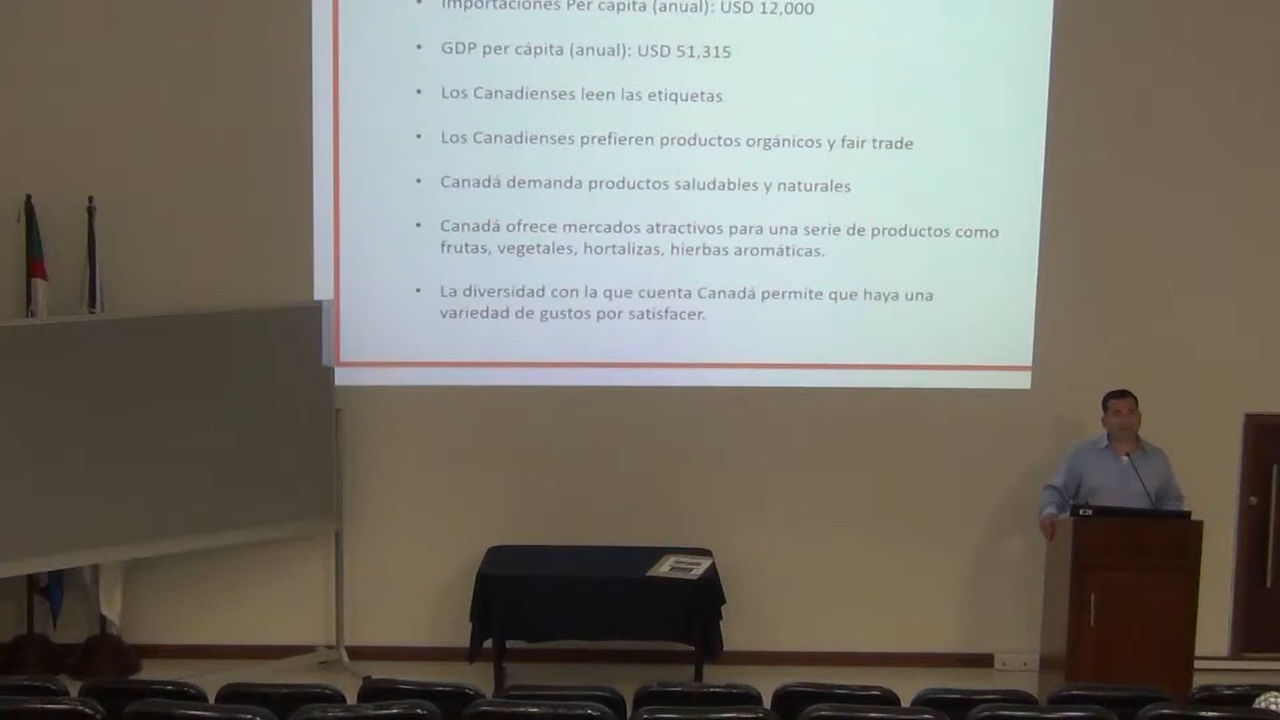 Importaciones Per cápita (anual): USD 12,000
GDP per cápita (anual): USD 51,315
Los Canadienses leen las etiquetas
Los Canadienses prefieren productos orgánicos y fair trade
Canadá demanda productos saludables y naturales
Canadá ofrece mercados atractivos para una serie de productos como
frutas, vegetales, hortalizas, hierbas aromáticas.
La diversidad con la que cuenta Canadá permite que haya una
variedad de gustos por satisfacer.